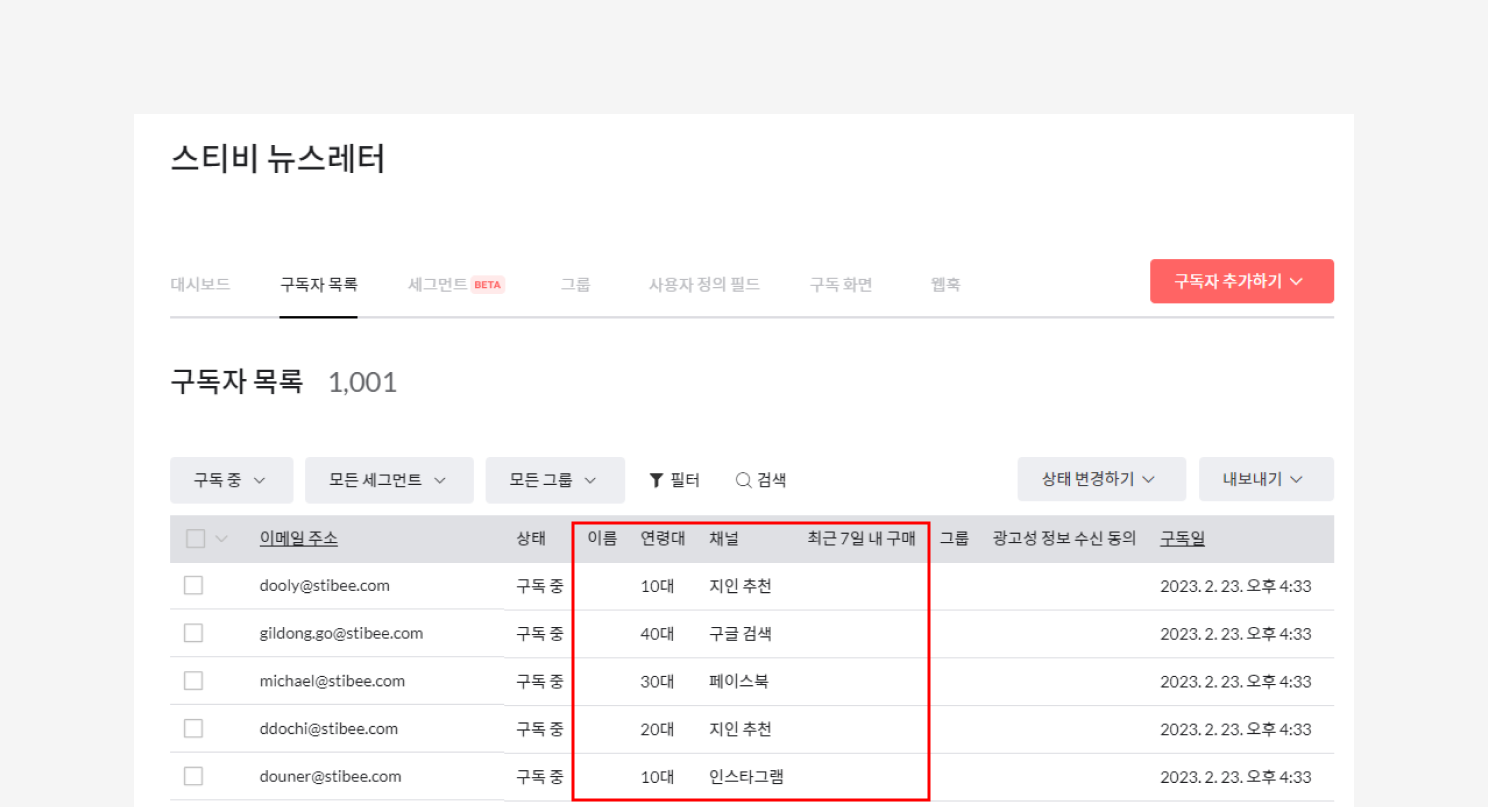 스티비 뉴스레터
대시보드 구독자 목록 세그먼트 BETA 그룹 사용자 정의 필드 구독 화면 웹훅 구독자 추가하기
구독자 목록 1,001
구독 중 모든 세그먼트 모든 그룹 필터 검색 상태 변경하기 내보내기
이메일 주소 상태 이름 연령대 채널 최근 7일 내 구매 그룹 광고성 정보 수신 동의 구독일
dooly@stibee.com 구독 중 10대 지인 추천 2023. 2. 23. 오후 4:33
gildong.go@stibee.com 구독 중 40대 구글 검색 2023. 2. 23. 오후 4:33
michael@stibee.com 구독 중 30대 페이스북 2023. 2. 23. 오후 4:33
ddochi@stibee.com 구독 중 20대 지인 추천 2023. 2. 23. 오후 4:33
douner@stibee.com 구독 중 10대 인스타그램 2023. 2. 23. 오후 4:33